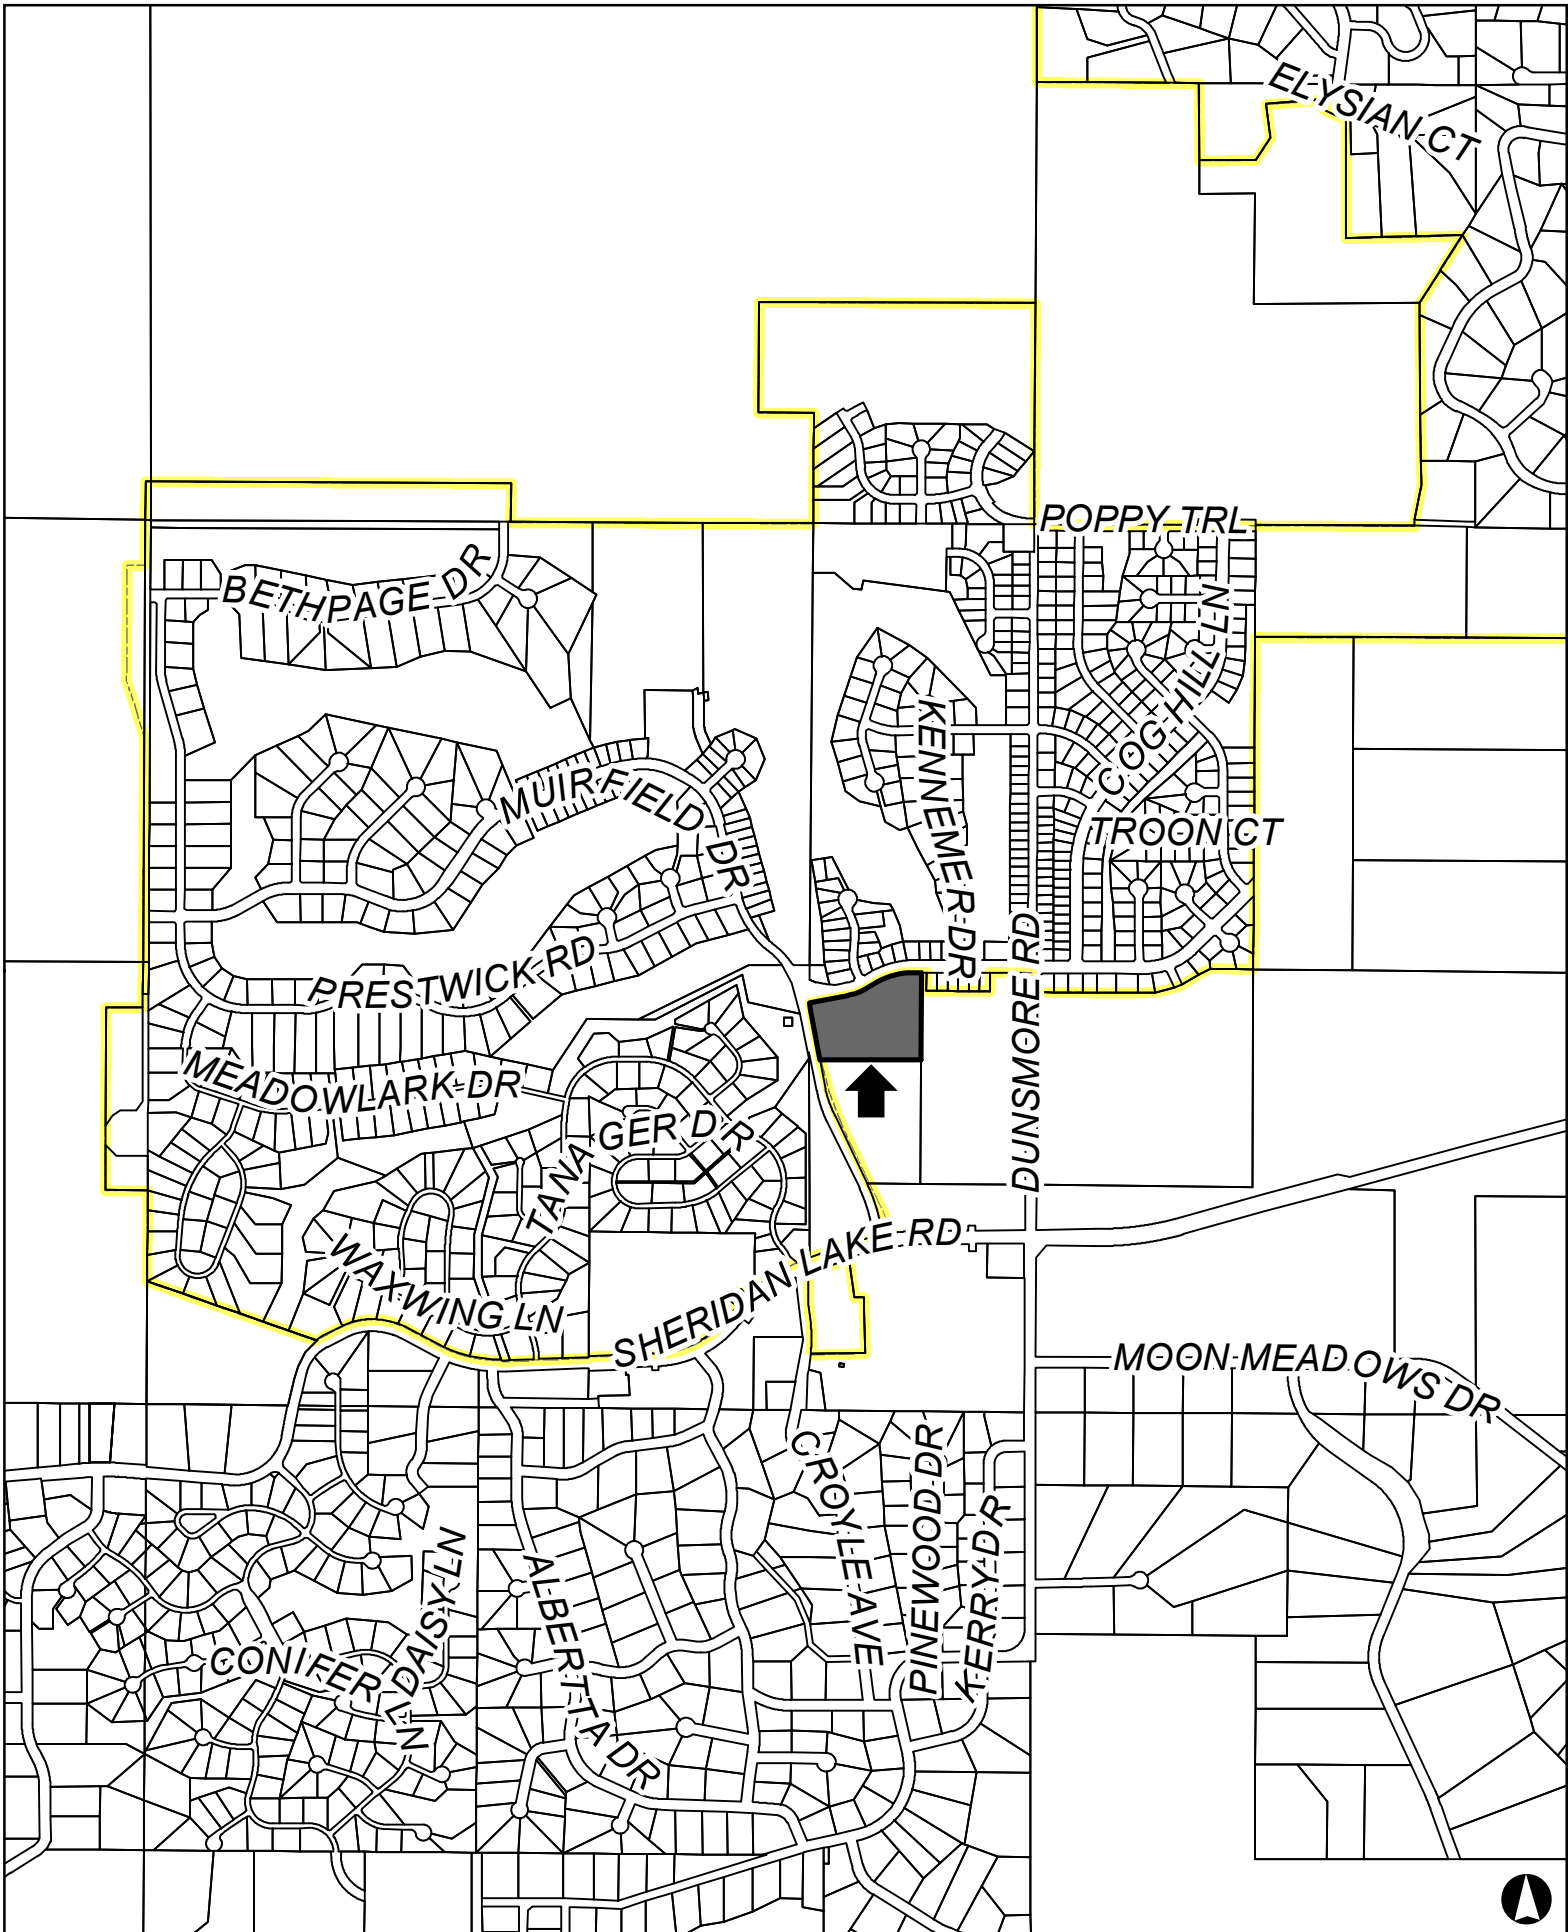 ELYSIAN CT
POPPY TRL
BETHPAGE DR
COG HILL LN
KENNEMER DR
MUIRFIELD DR
TROON CT
PRESTWICK RD
DUNSMORE RD
MEADOWLARK DR
TANAGER DR
WAXWING LN
SHERIDAN LAKE RD
MOON MEADOWS DR
CROYLE AVE
PINEWOOD DR
KERRY DR
DAISY LN
ALBERTTA DR
CONIFER LN